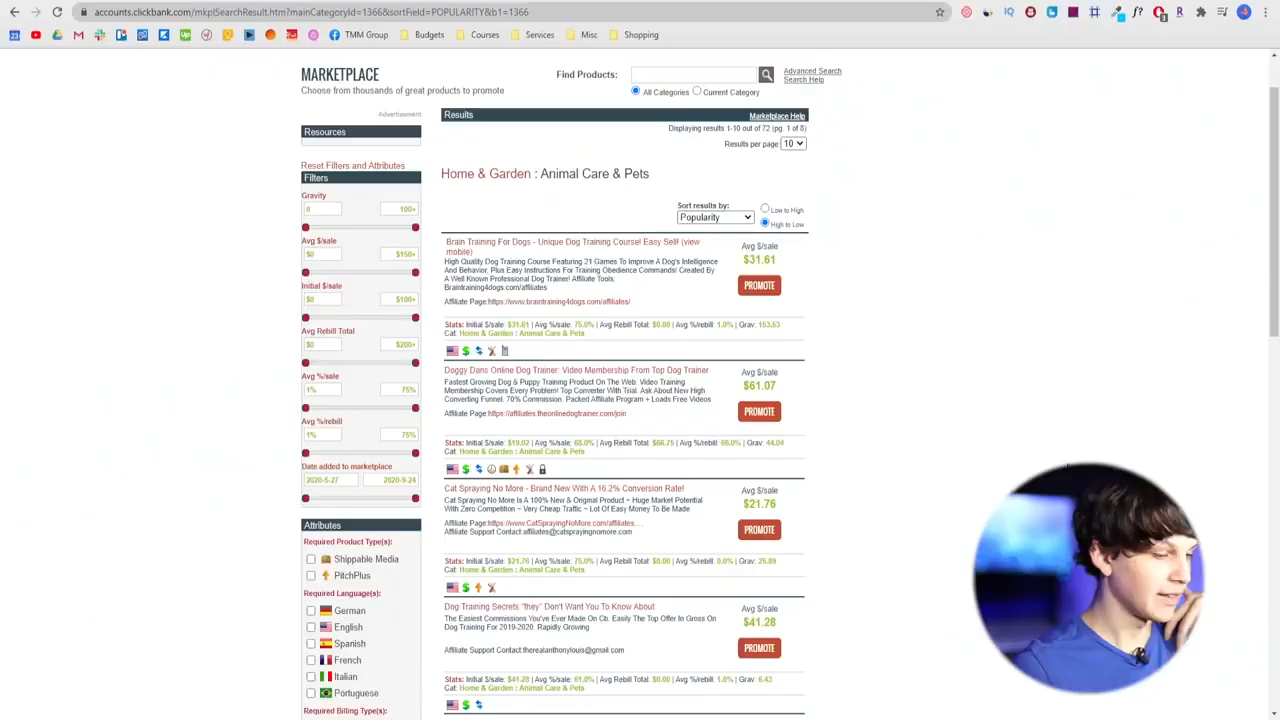 accounts.clickbank.com/mkplSearchResult.htm?mainCategoryId=1366&sortField=POPULARITY&b1=1366
TMM Group
Budgets
Courses
Services
Misc
Shopping
MARKETPLACE
Choose from thousands of great products to promote
Find Products:
Advanced Search
Search Help
All Categories
Current Category
Advertisement
Resources
Reset Filters and Attributes
Filters
Gravity
0 100+
Avg $/sale
$0 $150+
Initial $/sale
$0 $100+
Avg Rebill Total
$0 $200+
Avg %/sale
1% 75%
Avg %/rebill
1% 75%
Date added to marketplace
2020-5-27 2020-9-24
Attributes
Required Product Type(s):
Shippable Media
PitchPlus
Required Language(s):
German
English
Spanish
French
Italian
Portuguese
Required Billing Type(s):
Results
Marketplace Help
Displaying results 1-10 out of 72 (pg. 1 of 8)
Results per page: 10
Home & Garden : Animal Care & Pets
Sort results by:
Popularity
Low to High
High to Low
Brain Training For Dogs - Unique Dog Training Course! Easy Sell! (view
mobile)
High Quality Dog Training Course Featuring 21 Games To Improve A Dog's Intelligence
And Behavior, Plus Easy Instructions For Training Obedience Commands! Created By
A Well Known Professional Dog Trainer! Affiliate Tools:
Braintraining4dogs.com/affiliates
Affiliate Page:https://www.braintraining4dogs.com/affiliates/
Avg $/sale
$31.61
PROMOTE
Stats: Initial $/sale: $31.61 | Avg %/sale: 75.0% | Avg Rebill Total: $0.00 | Avg %/rebill: 1.0% | Grav: 153.53
Cat: Home & Garden : Animal Care & Pets
Doggy Dans Online Dog Trainer: Video Membership From Top Dog Trainer
Fastest Growing Dog & Puppy Training Product On The Web. Video Training
Membership Covers Every Problem! Top Converter With Trial. Ask About New High
Converting Funnel. 70% Commission. Packed Affiliate Program + Loads Free Videos
Affiliate Page:https://affiliates.theonlinedogtrainer.com/join
Avg $/sale
$61.07
PROMOTE
Stats: Initial $/sale: $19.02 | Avg %/sale: 68.0% | Avg Rebill Total: $66.75 | Avg %/rebill: 66.0% | Grav: 44.04
Cat: Home & Garden : Animal Care & Pets
Cat Spraying No More - Brand New With A 16.2% Conversion Rate!
Cat Spraying No More Is A 100% New & Original Product ~ Huge Market Potential
With Zero Competition ~ Very Cheap Traffic ~ Lot Of Easy Money To Be Made
Affiliate Page:https://www.CatSprayingNoMore.com/affiliates....
Affiliate Support Contact:affiliates@catsprayingnomore.com
Avg $/sale
$21.76
PROMOTE
Stats: Initial $/sale: $21.76 | Avg %/sale: 75.0% | Avg Rebill Total: $0.00 | Avg %/rebill: 0.0% | Grav: 25.89
Cat: Home & Garden : Animal Care & Pets
Dog Training Secrets "they" Don't Want You To Know About
The Easiest Commissions You've Ever Made On Cb. Easily The Top Offer In Gross On
Dog Training For 2019-2020. Rapidly Growing
Affiliate Support Contact:therealanthonylouis@gmail.com
Avg $/sale
$41.28
PROMOTE
Stats: Initial $/sale: $41.28 | Avg %/sale: 61.0% | Avg Rebill Total: $0.00 | Avg %/rebill: 1.0% | Grav: 6.43
Cat: Home & Garden : Animal Care & Pets